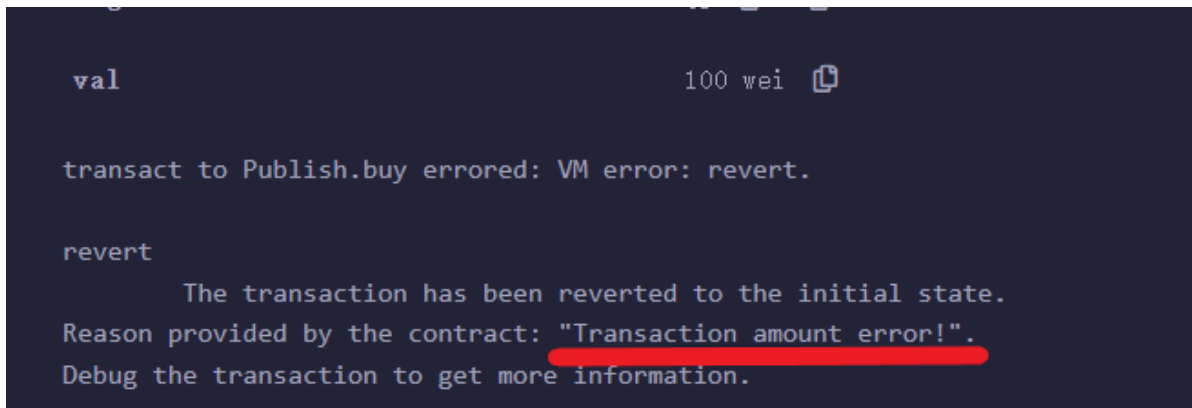 val 100 wei
transact to Publish.buy errored: VM error: revert.
revert
The transaction has been reverted to the initial state.
Reason provided by the contract: "Transaction amount error!".
Debug the transaction to get more information.